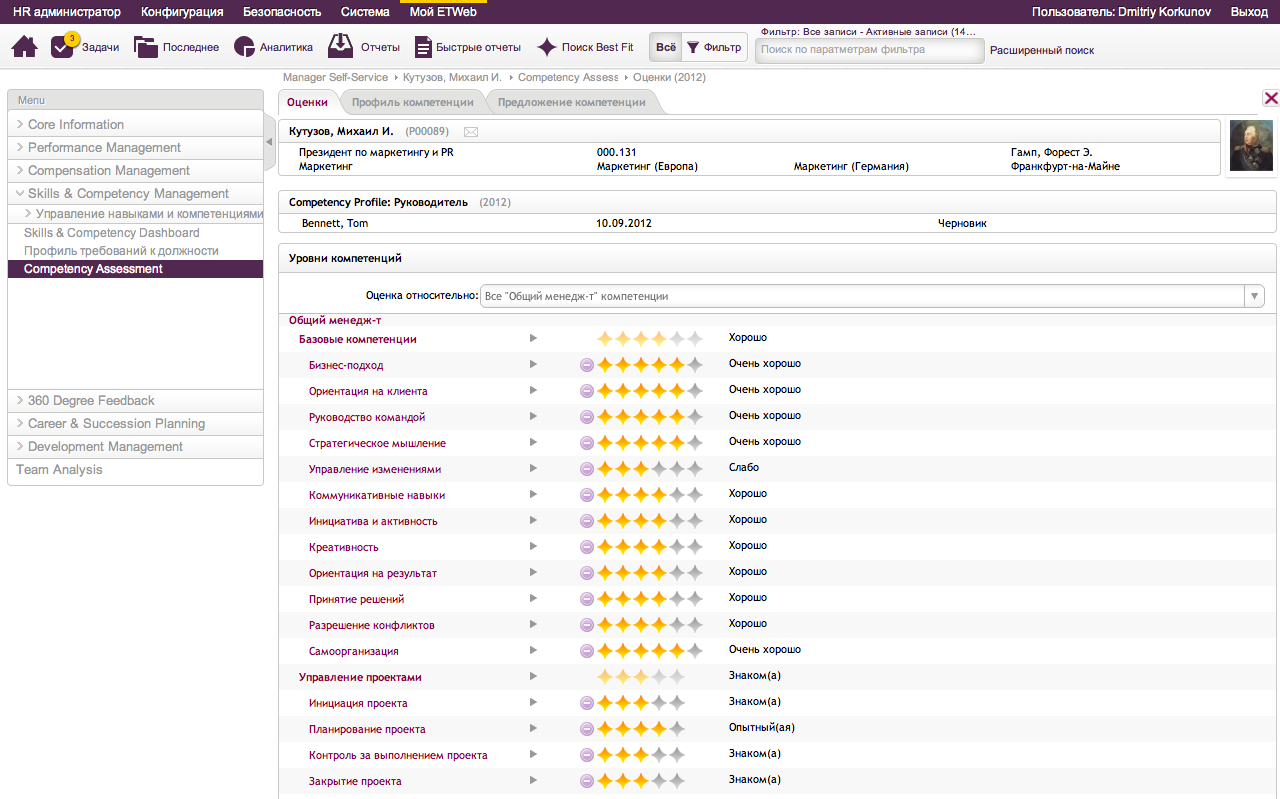 HR администратор Конфигурация Безопасность Система Мой ETWeb Пользователь: Dmitriy Korkunov Выход
3 Задачи Последнее Аналитика Отчеты Быстрые отчеты Поиск Best Fit Всё Фильтр Фильтр: Все записи - Активные записи (14...
Поиск по паратметрам фильтра Расширенный поиск
Manager Self-Service Кутузов, Михаил И. Competency Assess Оценки (2012)
Menu
Core Information
Performance Management
Compensation Management
Skills & Competency Management
Управление навыками и компетенциями
Skills & Competency Dashboard
Профиль требований к должности
Competency Assessment
360 Degree Feedback
Career & Succession Planning
Development Management
Team Analysis
Оценки Профиль компетенции Предложение компетенции
Кутузов, Михаил И. (P00089)
Президент по маркетингу и PR 000.131 Гамп, Форест Э.
Маркетинг Маркетинг (Европа) Маркетинг (Германия) Франкфурт-на-Майне
Competency Profile: Руководитель (2012)
Bennett, Tom 10.09.2012 Черновик
Уровни компетенций
Оценка относительно: Все "Общий менедж-т" компетенции
Общий менедж-т
Базовые компетенции Хорошо
Бизнес-подход Очень хорошо
Ориентация на клиента Очень хорошо
Руководство командой Очень хорошо
Стратегическое мышление Очень хорошо
Управление изменениями Слабо
Коммуникативные навыки Хорошо
Инициатива и активность Хорошо
Креативность Хорошо
Ориентация на результат Хорошо
Принятие решений Хорошо
Разрешение конфликтов Хорошо
Самоорганизация Очень хорошо
Управление проектами Знаком(а)
Инициация проекта Знаком(а)
Планирование проекта Опытный(ая)
Контроль за выполнением проекта Знаком(а)
Закрытие проекта Знаком(а)